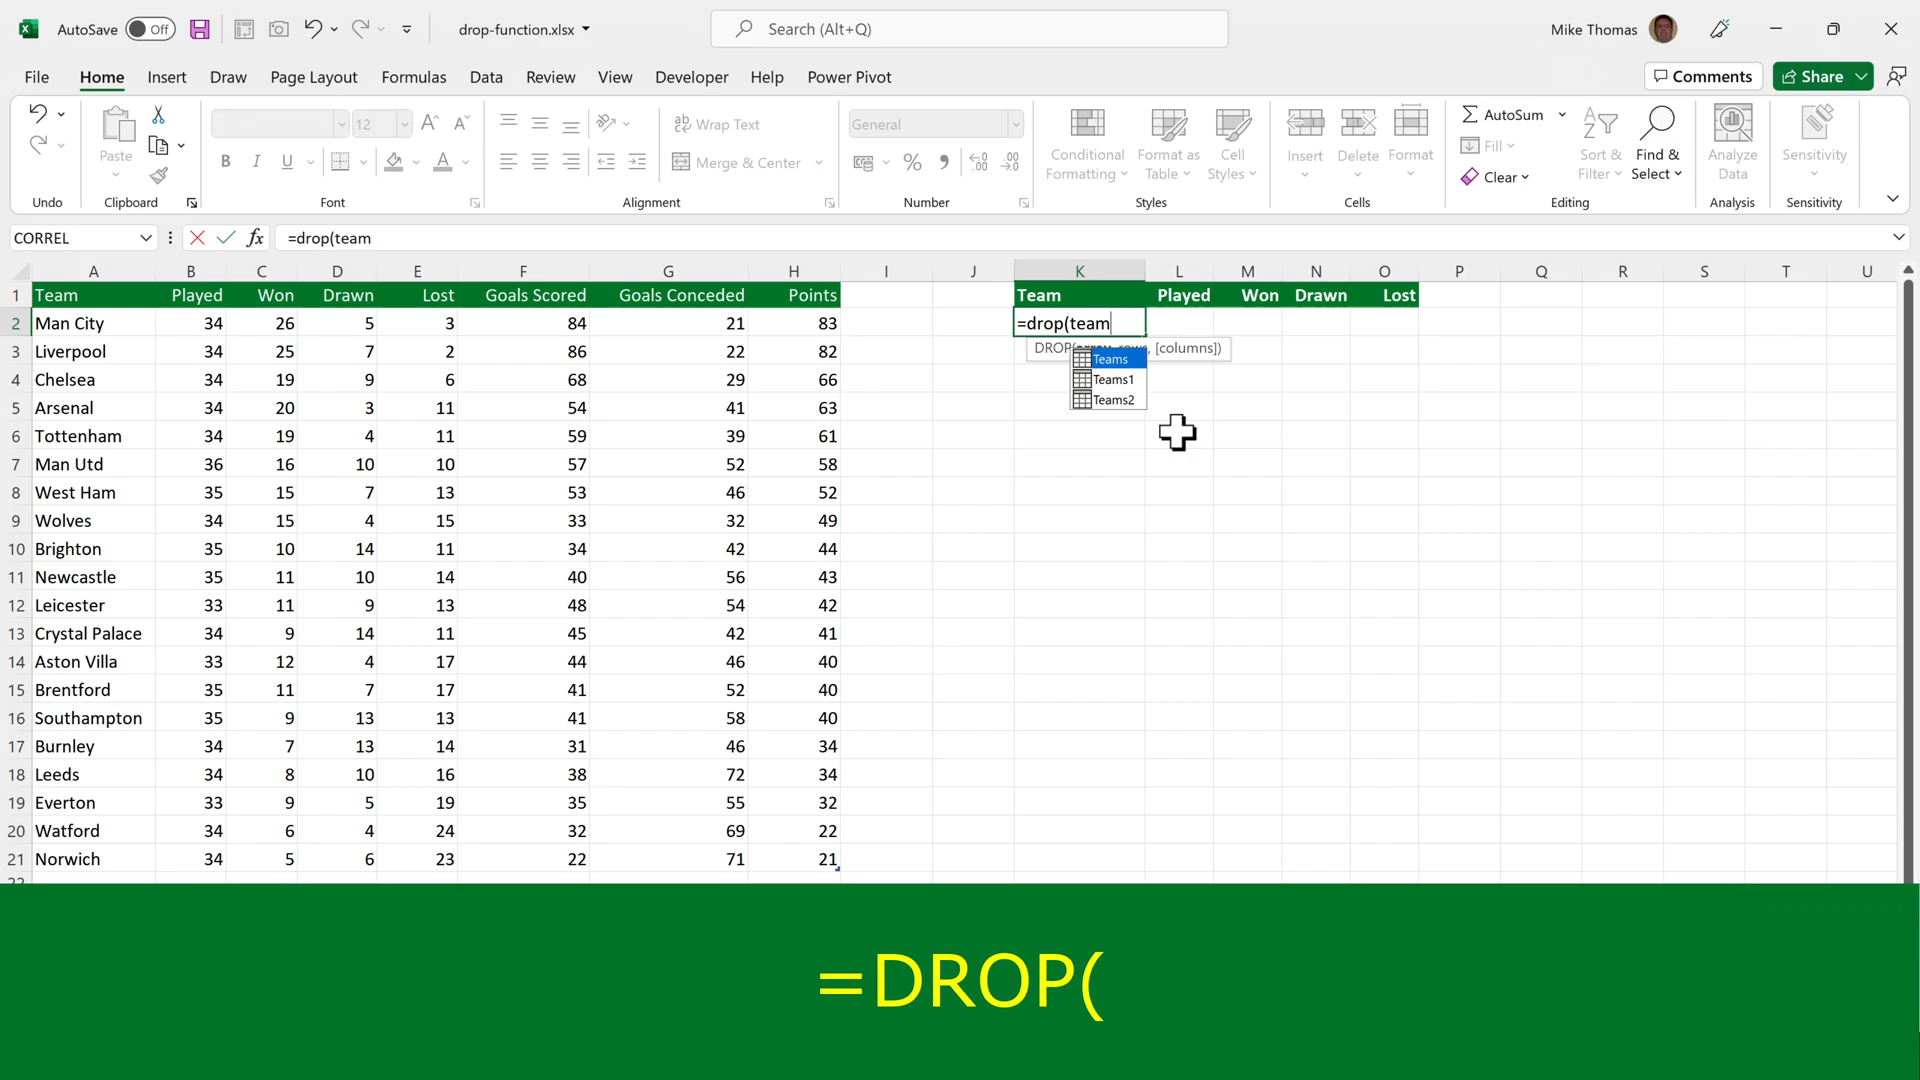 AutoSave Off drop-function.xlsx Search (Alt+Q) Mike Thomas
File Home Insert Draw Page Layout Formulas Data Review View Developer Help Power Pivot Comments Share
12 Wrap Text General AutoSum
Paste B I U Merge & Center Conditional Formatting Format as Table Cell Styles Insert Delete Format Fill Clear Sort & Filter Find & Select Analyze Data Sensitivity
Undo Clipboard Font Alignment Number Styles Cells Editing Analysis Sensitivity
CORREL fx =drop(team
A B C D E F G H I J K L M N O P Q R S T U
1 Team Played Won Drawn Lost Goals Scored Goals Conceded Points Team Played Won Drawn Lost
2 Man City 34 26 5 3 84 21 83 =drop(team
3 Liverpool 34 25 7 2 86 22 82 DROP( [columns])
Teams
4 Chelsea 34 19 9 6 68 29 66 Teams1
Teams2
5 Arsenal 34 20 3 11 54 41 63
6 Tottenham 34 19 4 11 59 39 61
7 Man Utd 36 16 10 10 57 52 58
8 West Ham 35 15 7 13 53 46 52
9 Wolves 34 15 4 15 33 32 49
10 Brighton 35 10 14 11 34 42 44
11 Newcastle 35 11 10 14 40 56 43
12 Leicester 33 11 9 13 48 54 42
13 Crystal Palace 34 9 14 11 45 42 41
14 Aston Villa 33 12 4 17 44 46 40
15 Brentford 35 11 7 17 41 52 40
16 Southampton 35 9 13 13 41 58 40
17 Burnley 34 7 13 14 31 46 34
18 Leeds 34 8 10 16 38 72 34
19 Everton 33 9 5 19 35 55 32
20 Watford 34 6 4 24 32 69 22
21 Norwich 34 5 6 23 22 71 21
=DROP(